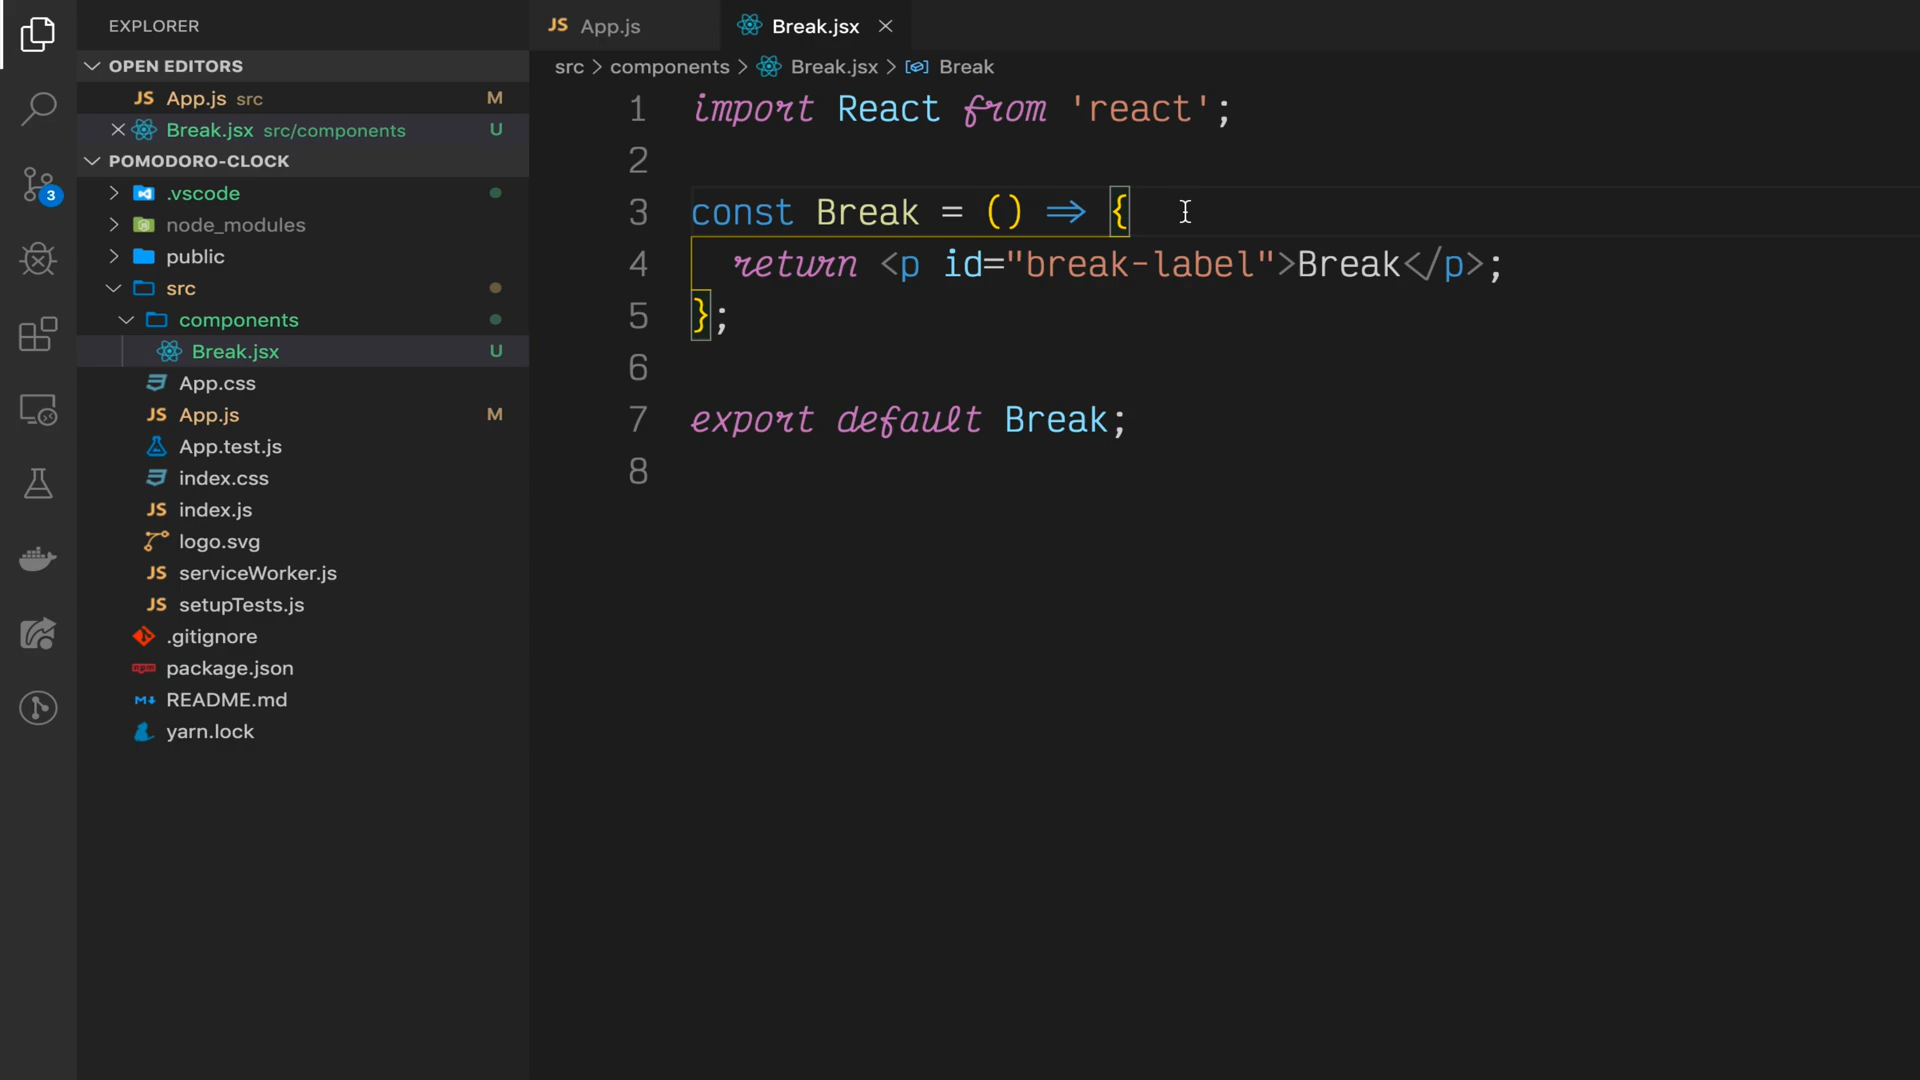 EXPLORER
OPEN EDITORS
JS App.js src M
Break.jsx src/components U
POMODORO-CLOCK
.vscode
node_modules
public
src
components
Break.jsx U
App.css
JS App.js M
App.test.js
index.css
JS index.js
logo.svg
JS serviceWorker.js
JS setupTests.js
.gitignore
npm package.json
M↓ README.md
yarn.lock
3
JS App.js
Break.jsx
src > components > Break.jsx > Break
1 import React from 'react';
2
3 const Break = () => {
4 return <p id="break-label">Break</p>;
5 };
6
7 export default Break;
8